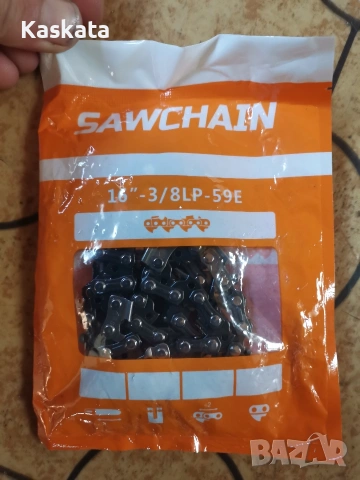 Kaskata
SAWCHAIN
16"-3/8LP-59E
BAZAR